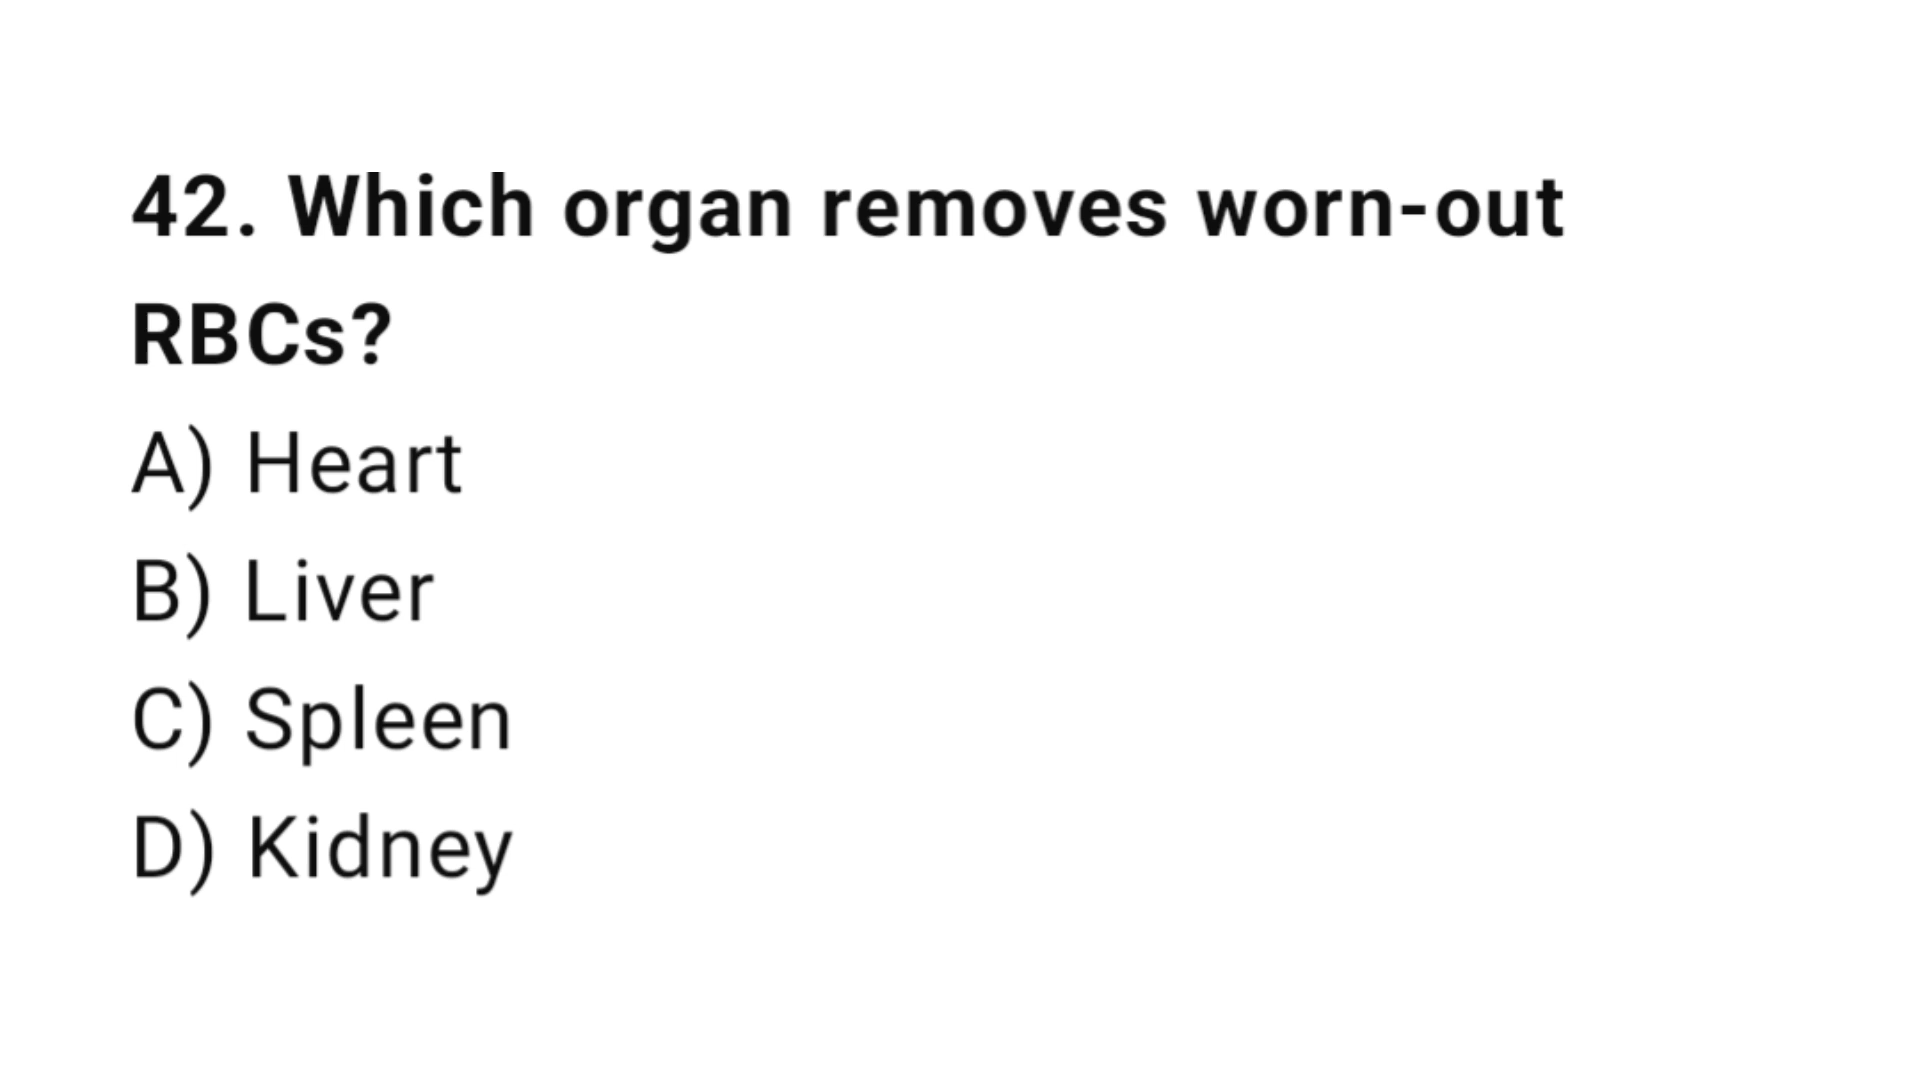 42. Which organ removes worn-out
RBCs?
A) Heart
B) Liver
C) Spleen
D) Kidney